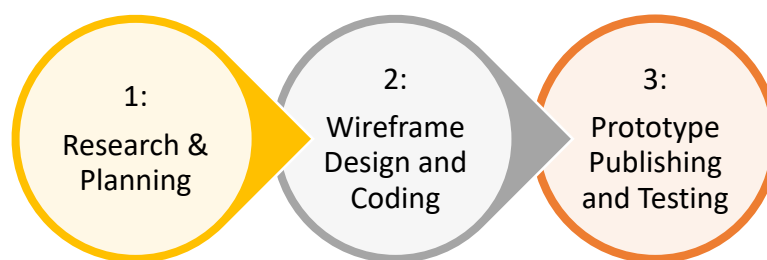 1:
Research &
Planning
2:
Wireframe
Design and
Coding
3:
Prototype
Publishing
and Testing